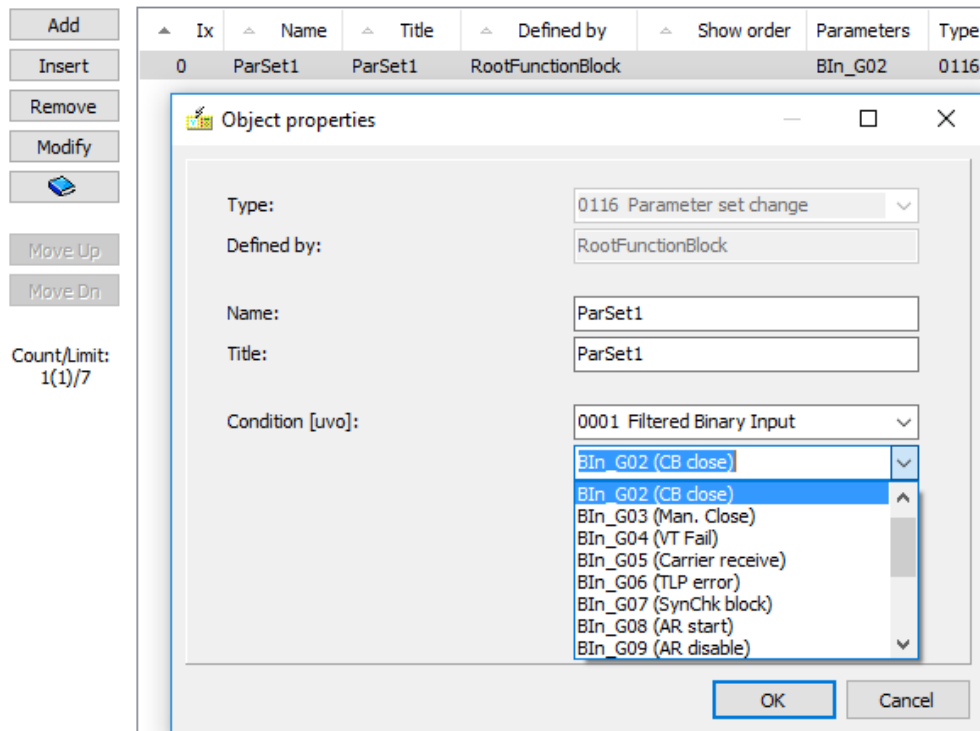 Add
Insert
Remove
Modify
Move Up
Move Dn
Count/Limit:
1(1)/7
Ix Name Title Defined by Show order Parameters Type
0 ParSet1 ParSet1 RootFunctionBlock BIn_G02 0116
Object properties
Type: 0116 Parameter set change
Defined by: RootFunctionBlock
Name: ParSet1
Title: ParSet1
Condition [uvo]: 0001 Filtered Binary Input
BIn_G02 (CB close)
BIn_G02 (CB close)
BIn_G03 (Man. Close)
BIn_G04 (VT Fail)
BIn_G05 (Carrier receive)
BIn_G06 (TLP error)
BIn_G07 (SynChk block)
BIn_G08 (AR start)
BIn_G09 (AR disable)
OK Cancel